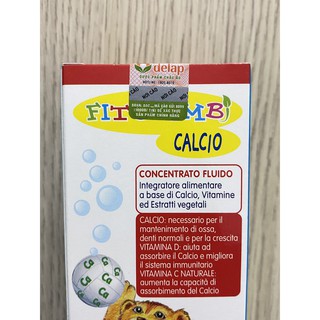 delap
FIT
MB
CALCIO
CONCENTRATO FLUIDO
Integratore alimentare
a base di Calcio, Vitamine
ed Estratti vegetali
CALCIO: necessario per il
mantenimento di ossa,
denti normali e per la crescita
VITAMINA D: aiuta ad
assorbire il Calcio e migliora
il sistema immunitario
VITAMINA C NATURALE:
aumenta la capacità di
assorbimento del Calcio